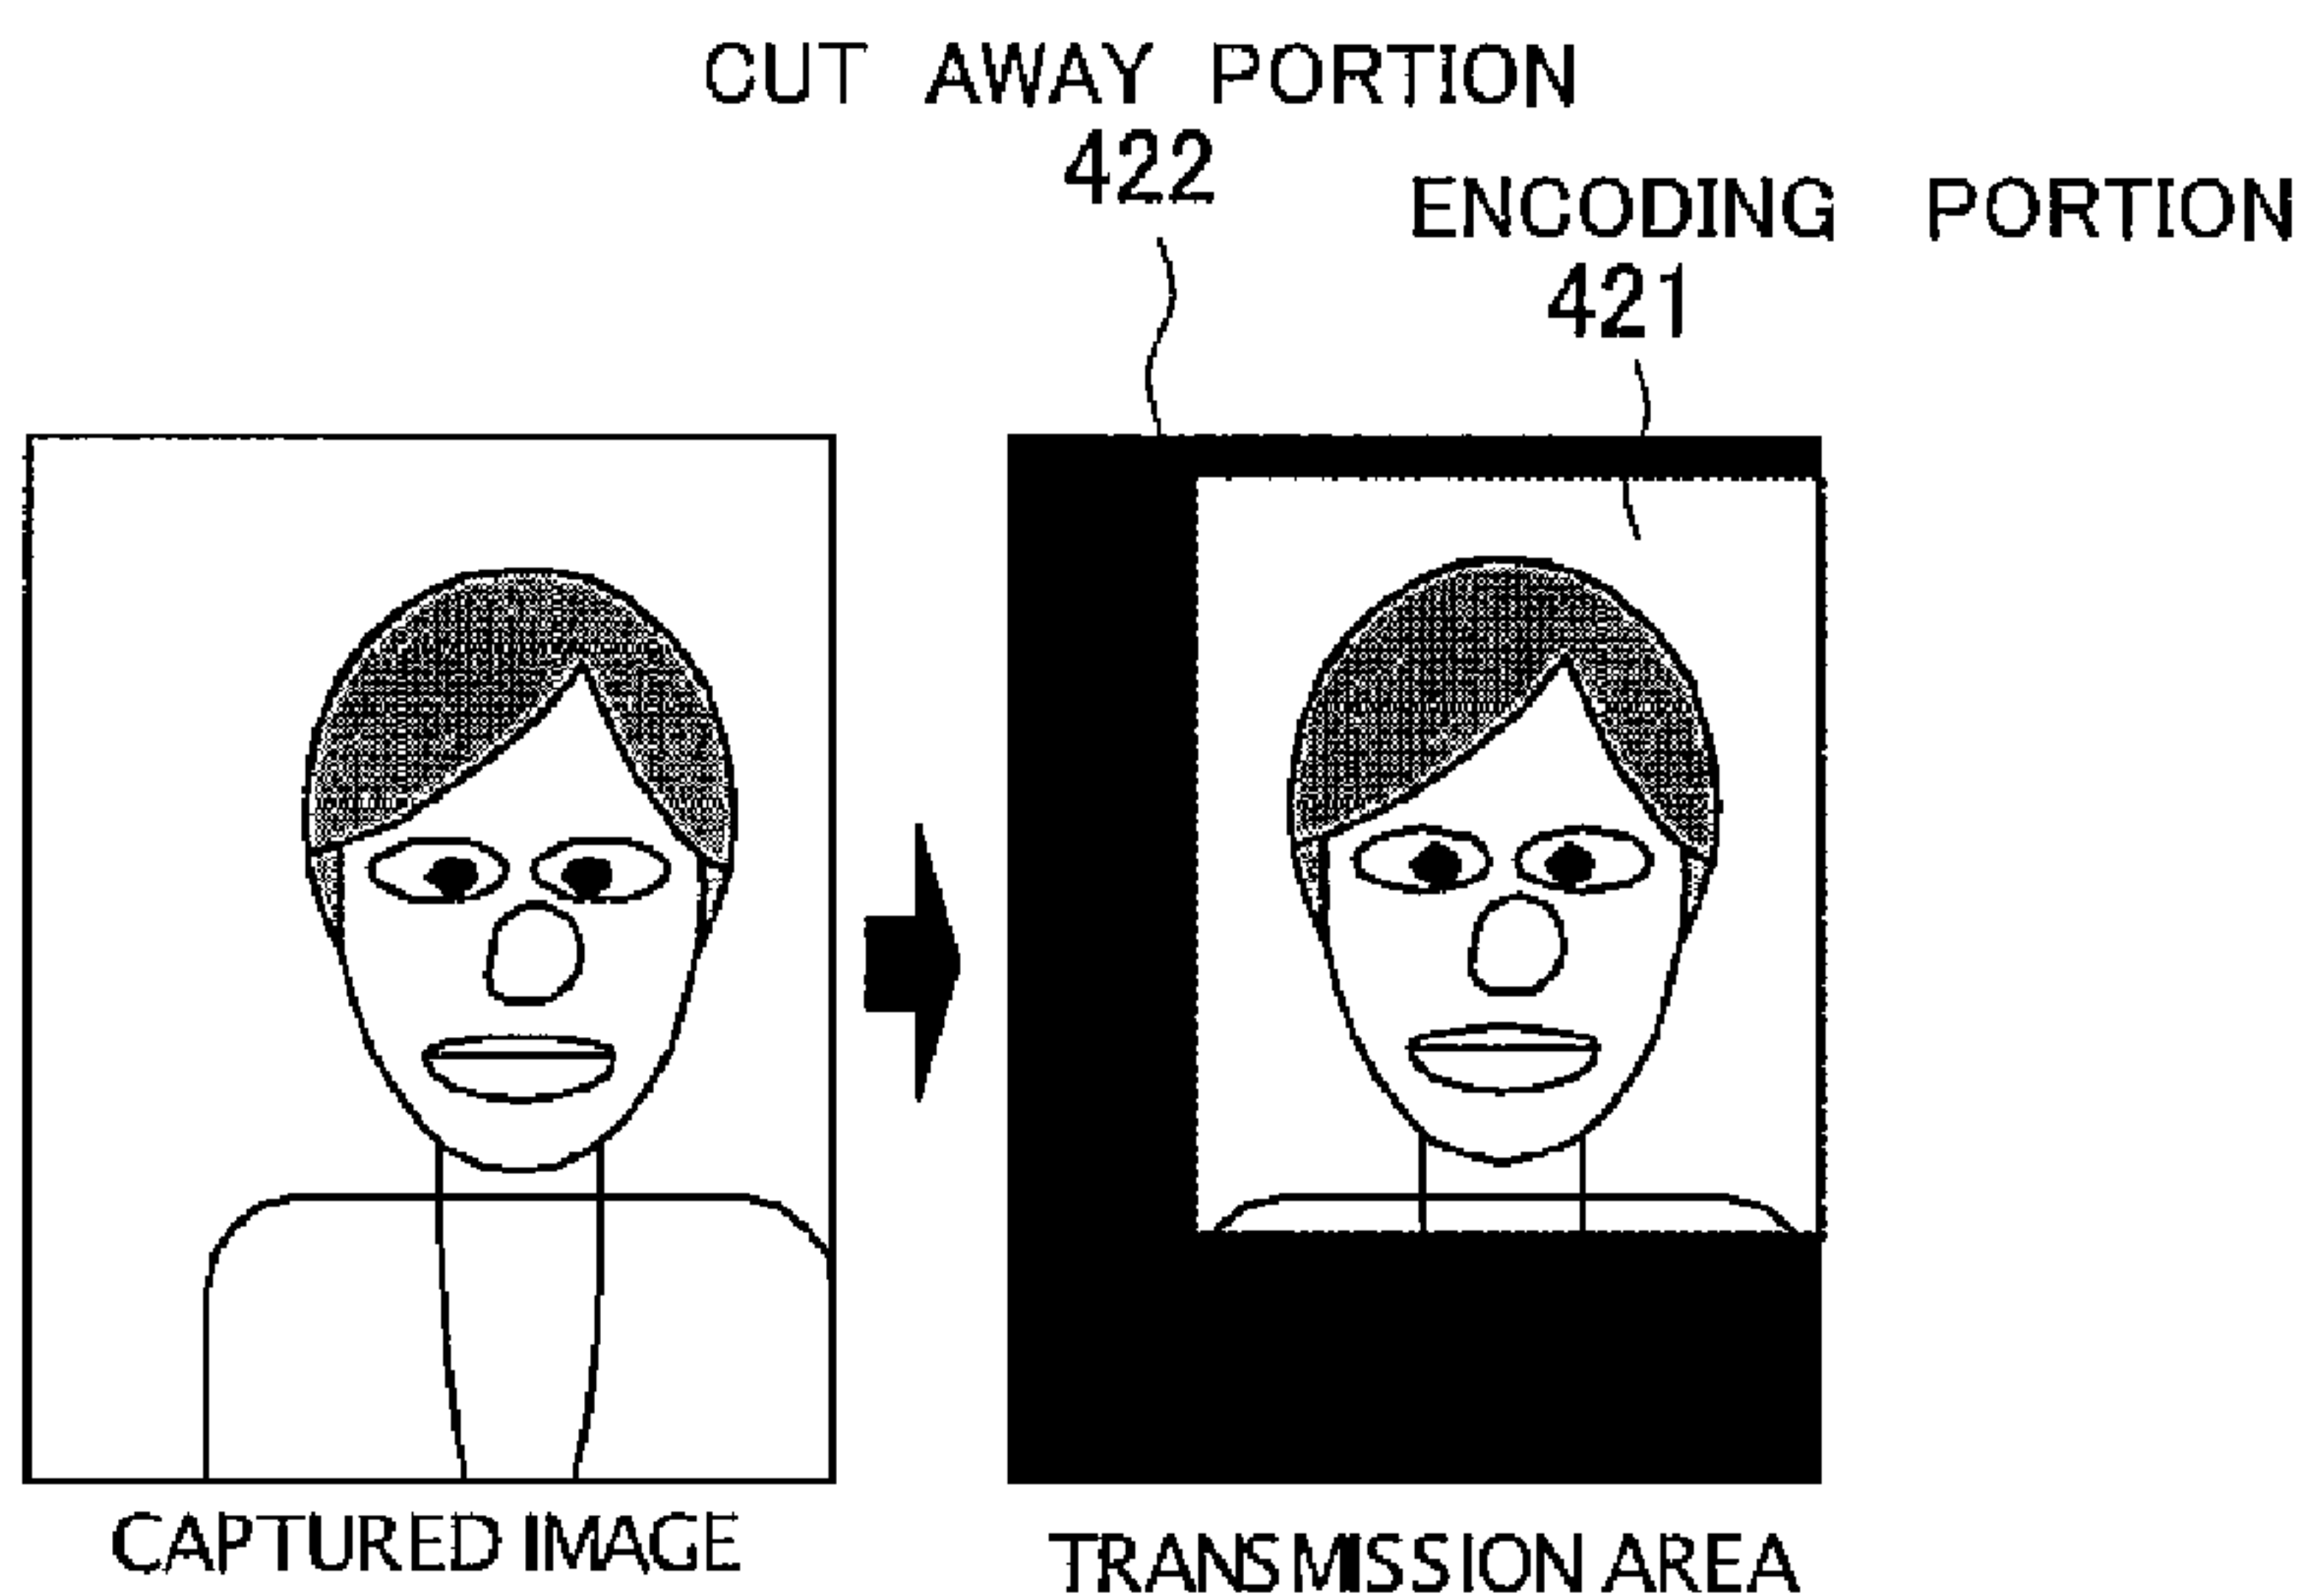 CUT AWAY PORTION
422
ENCODING PORTION
421
CAPTURED IMAGE
TRANSMISSION AREA